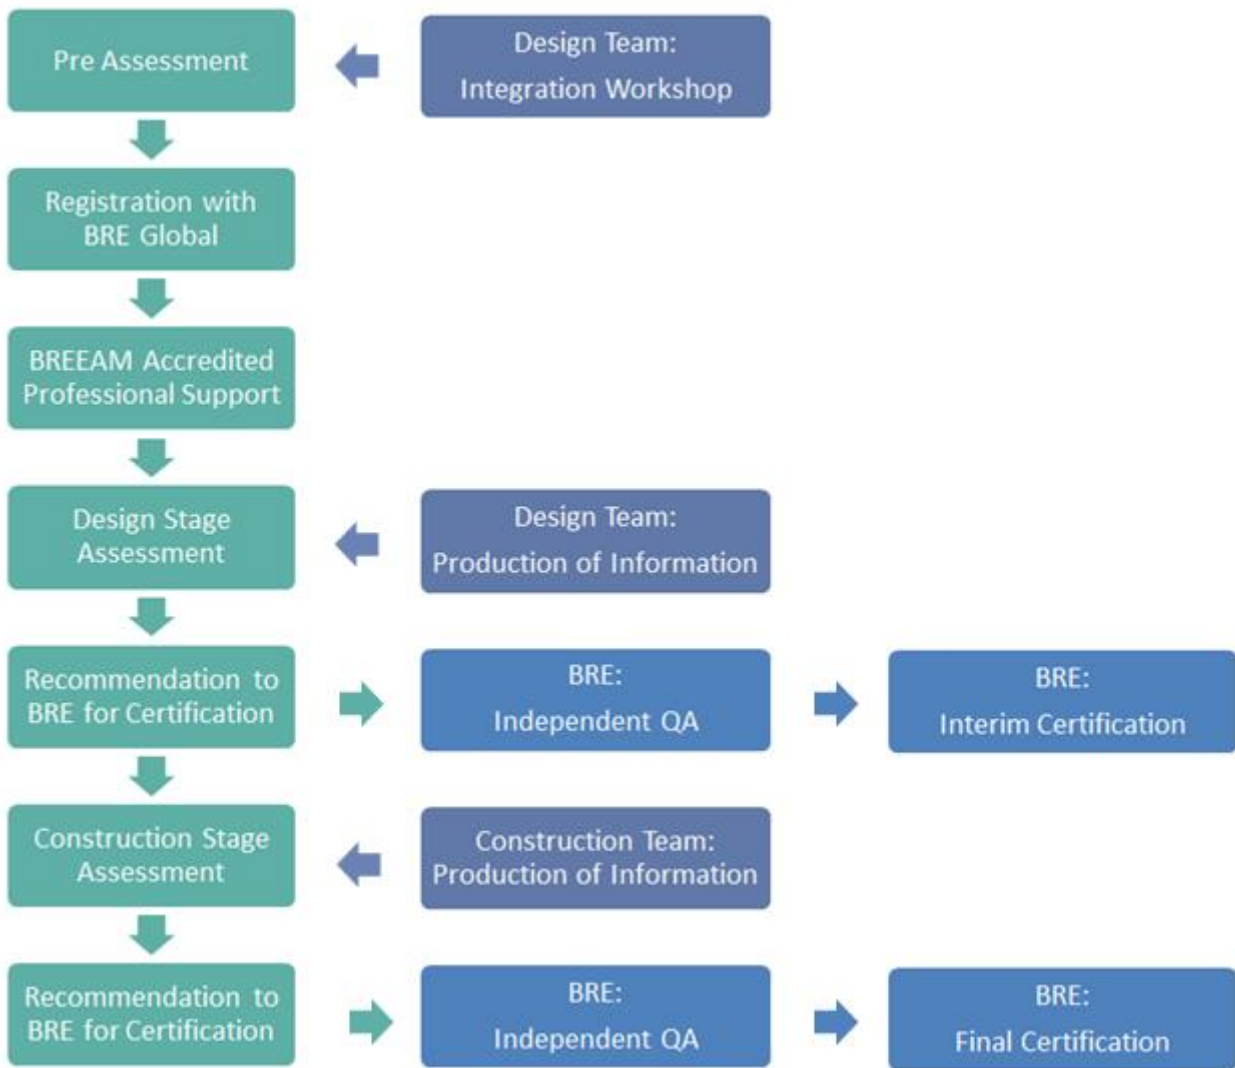 Pre Assessment
Design Team:
Integration Workshop
Registration with
BRE Global
BREEAM Accredited
Professional Support
Design Stage
Assessment
Design Team:
Production of Information
Recommendation to
BRE for Certification
BRE:
Independent QA
BRE:
Interim Certification
Construction Stage
Assessment
Construction Team:
Production of Information
Recommendation to
BRE for Certification
BRE:
Independent QA
BRE:
Final Certification